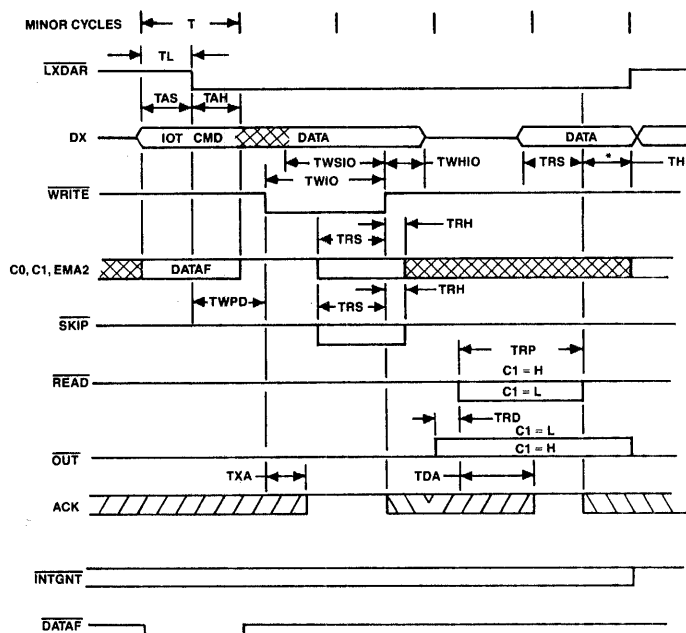 MINOR CYCLES T
TL
LXDAR
TAS TAH
DX IOT CMD DATA DATA
TWSIO TWHIO TRS * TH
TWIO
WRITE
TRH
TRS
C0, C1, EMA2 DATAF
TRH
TWPD TRS
SKIP
TRP
C1 = H
READ
C1 = L
TRD
C1 = L
C1 = H
OUT
TXA TDA
ACK
INTGNT
DATAF